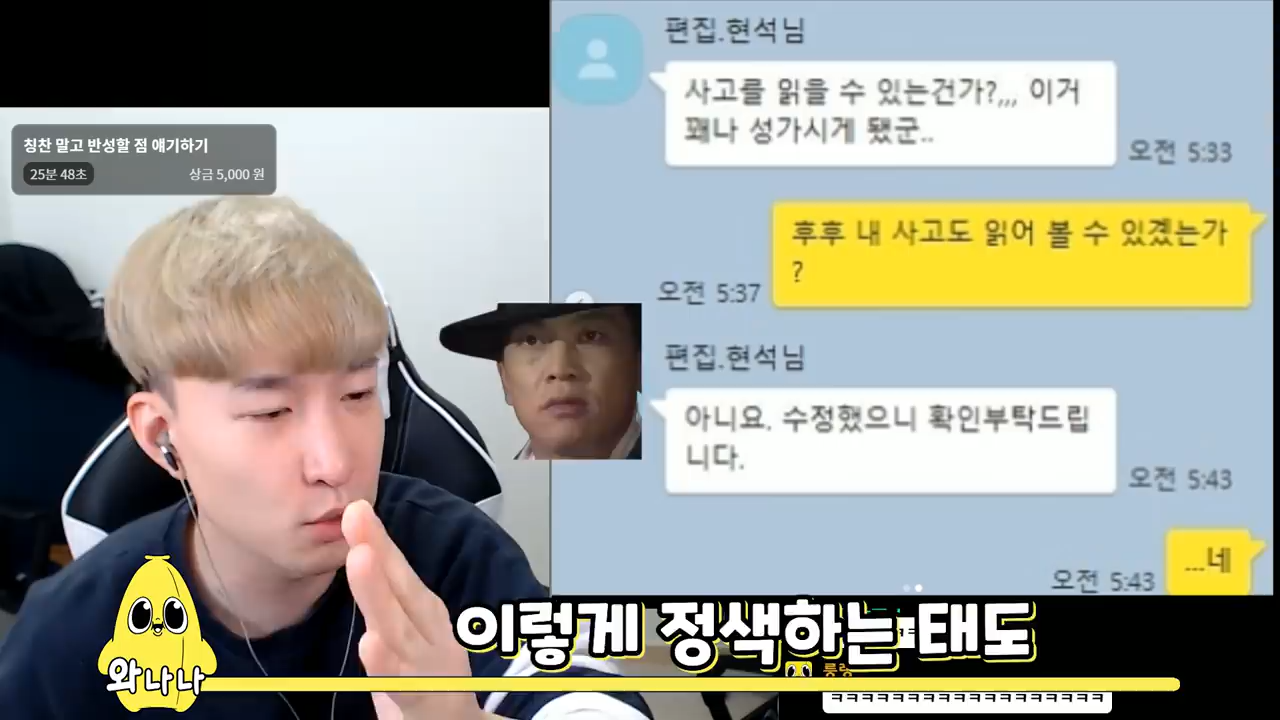 편집.현석님
사고를 읽을 수 있는건가?,,, 이거
꽤나 성가시게 됐군..
오전 5:33
칭찬 말고 반성할 점 얘기하기
25분 48초
상금 5,000 원
후후 내 사고도 읽어 볼 수 있곘는가
?
오전 5:37
편집.현석님
아니요. 수정했으니 확인부탁드립
니다.
오전 5:43
...네
오전 5:43
이렇게 정색하는 태도
와나나